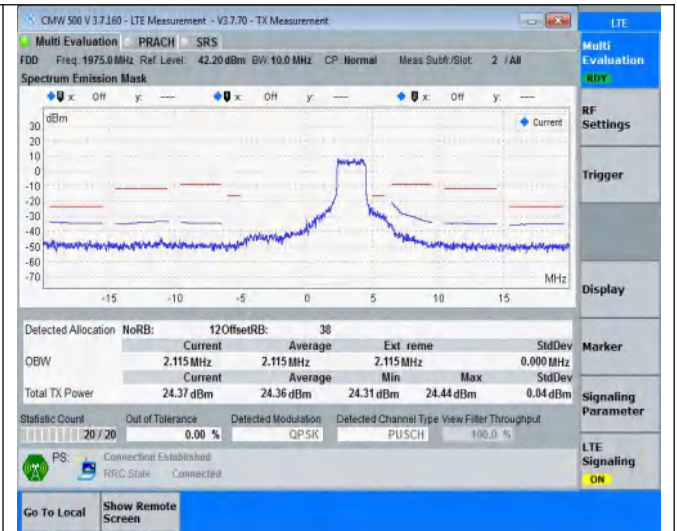 CMW 500 V 3.7.160 - LTE Measurement - V3.7.70 - TX Measurement
LTE
Multi Evaluation PRACH SRS
Multi
Evaluation
RDY
FDD Freq. 1975.0 MHz Ref. Level: 42.20 dBm BW: 10.0 MHz CP: Normal Meas Subfr./Slot: 2 / All
Spectrum Emission Mask
x: Off y: --- x: Off y: --- x: Off y: ---
dBm
Current
RF
Settings
30
20
10
0
-10
-20
-30
-40
-50
-60
-70
Trigger
MHz
-15 -10 -5 0 5 10 15
Display
Detected Allocation NoRB: 12OffsetRB: 38
Current Average Ext reme StdDev
OBW 2.115 MHz 2.115 MHz 2.115 MHz 0.000 MHz
Marker
Current Average Min Max StdDev
Total TX Power 24.37 dBm 24.36 dBm 24.31 dBm 24.44 dBm 0.04 dBm
Signaling
Parameter
Statistic Count Out of Tolerance Detected Modulation Detected Channel Type View Filter Throughput
20 / 20 0.00 % QPSK PUSCH 100.0 %
PS: Connection Established
RRC State Connected
LTE
Signaling
ON
Go To Local
Show Remote
Screen